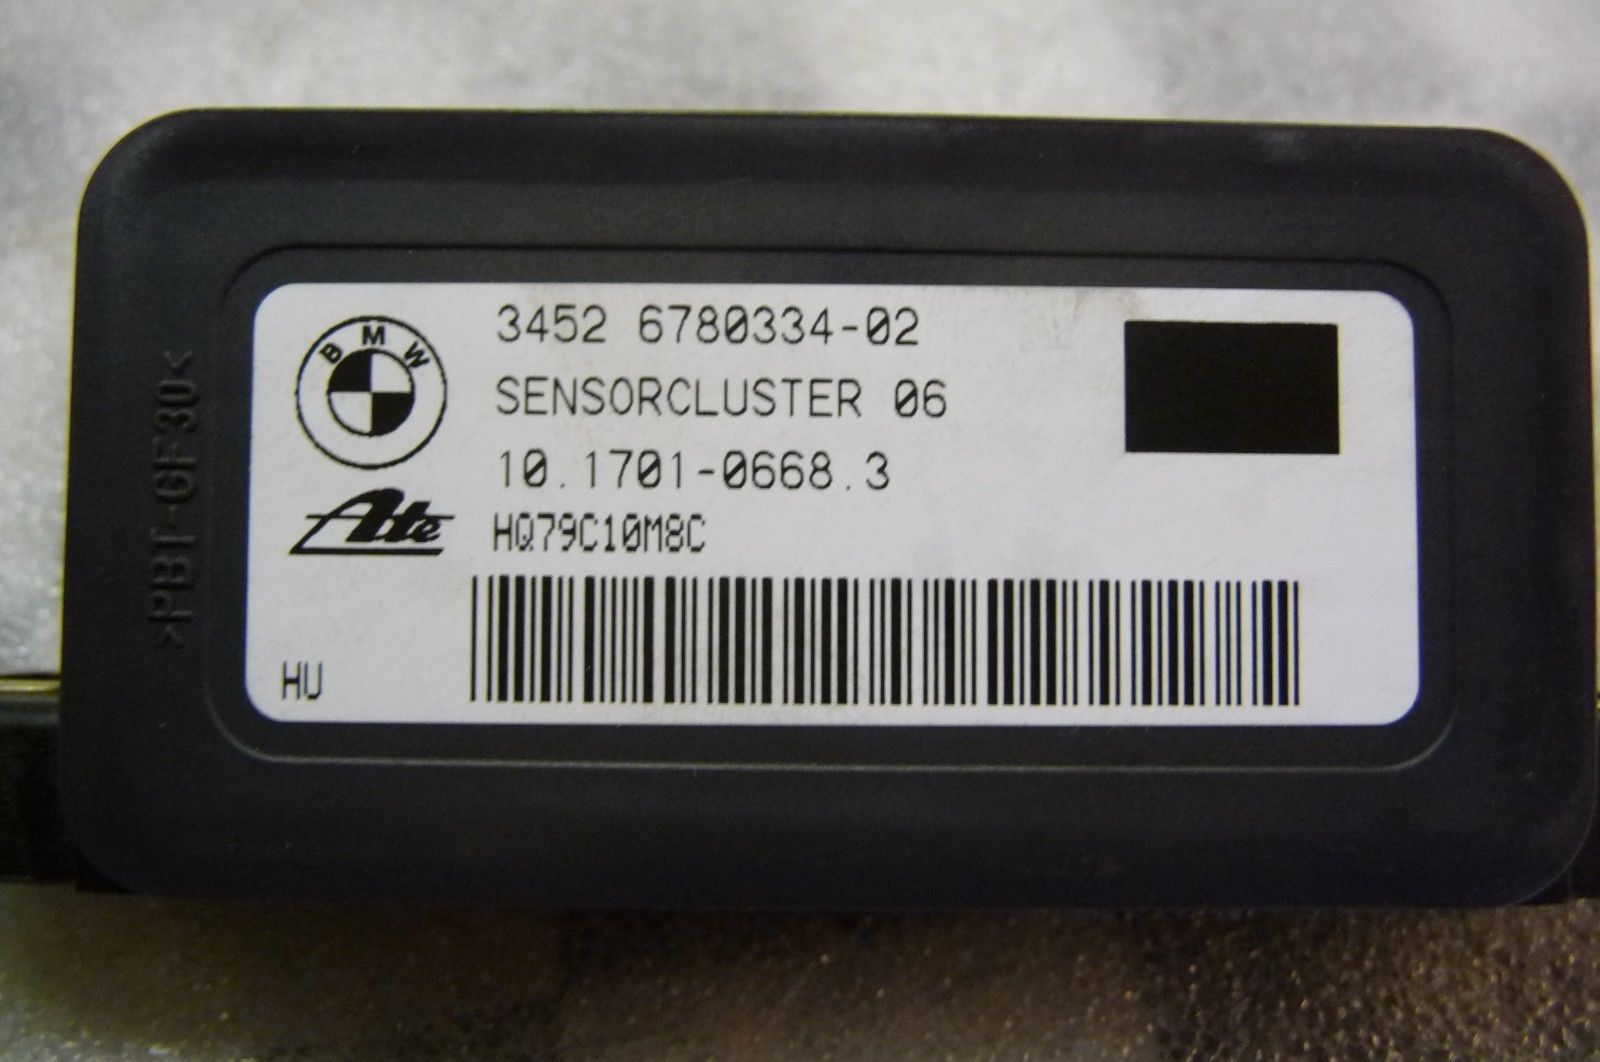 3452 6780334-02
BMW
SENSORCLUSTER 06
10.1701-0668.3
Ate
HQ79C10M8C
HU
>PBT-GF30<